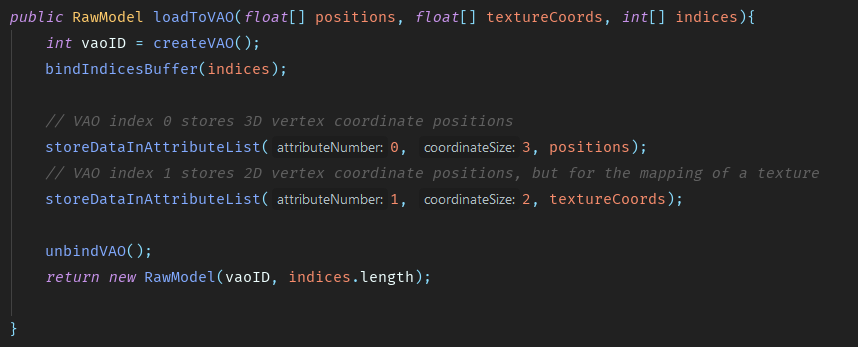 public RawModel loadToVAO(float[] positions, float[] textureCoords, int[] indices){
int vaoID = createVAO();
bindIndicesBuffer(indices);
// VAO index 0 stores 3D vertex coordinate positions
storeDataInAttributeList( attributeNumber: 0, coordinateSize: 3, positions);
// VAO index 1 stores 2D vertex coordinate positions, but for the mapping of a texture
storeDataInAttributeList( attributeNumber: 1, coordinateSize: 2, textureCoords);
unbindVAO();
return new RawModel(vaoID, indices.length);
}